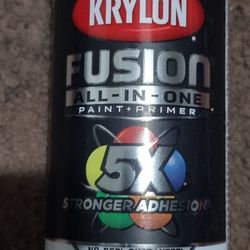 KRYLON
FUSION
ALL-IN-ONE
PAINT+PRIMER
5X
STRONGER ADHESION